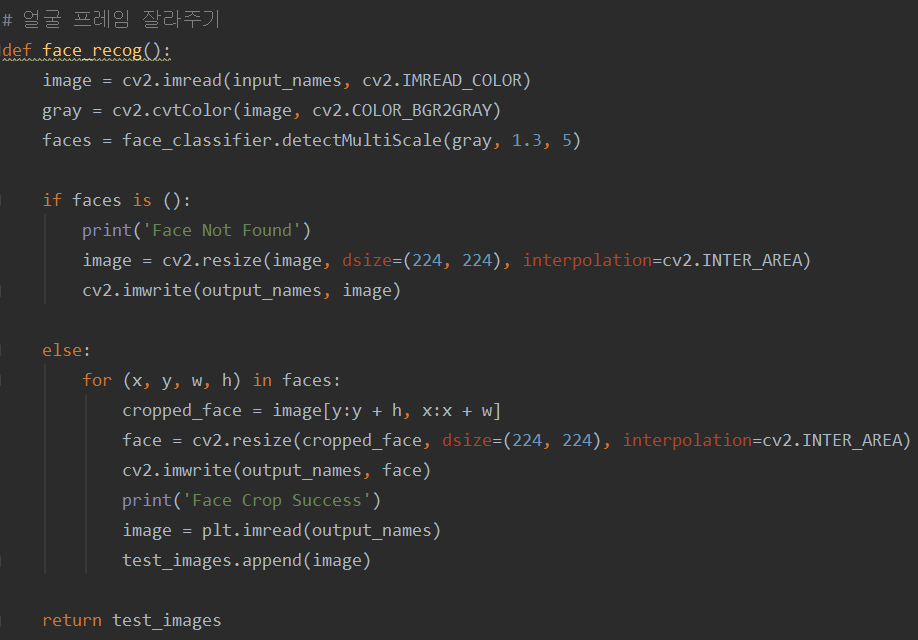 # 얼굴 프레임 잘라주기
def face_recog():
    image = cv2.imread(input_names, cv2.IMREAD_COLOR)
    gray = cv2.cvtColor(image, cv2.COLOR_BGR2GRAY)
    faces = face_classifier.detectMultiScale(gray, 1.3, 5)
    if faces is ():
        print('Face Not Found')
        image = cv2.resize(image, dsize=(224, 224), interpolation=cv2.INTER_AREA)
        cv2.imwrite(output_names, image)
    else:
        for (x, y, w, h) in faces:
            cropped_face = image[y:y + h, x:x + w]
            face = cv2.resize(cropped_face, dsize=(224, 224), interpolation=cv2.INTER_AREA)
            cv2.imwrite(output_names, face)
            print('Face Crop Success')
            image = plt.imread(output_names)
            test_images.append(image)
    return test_images